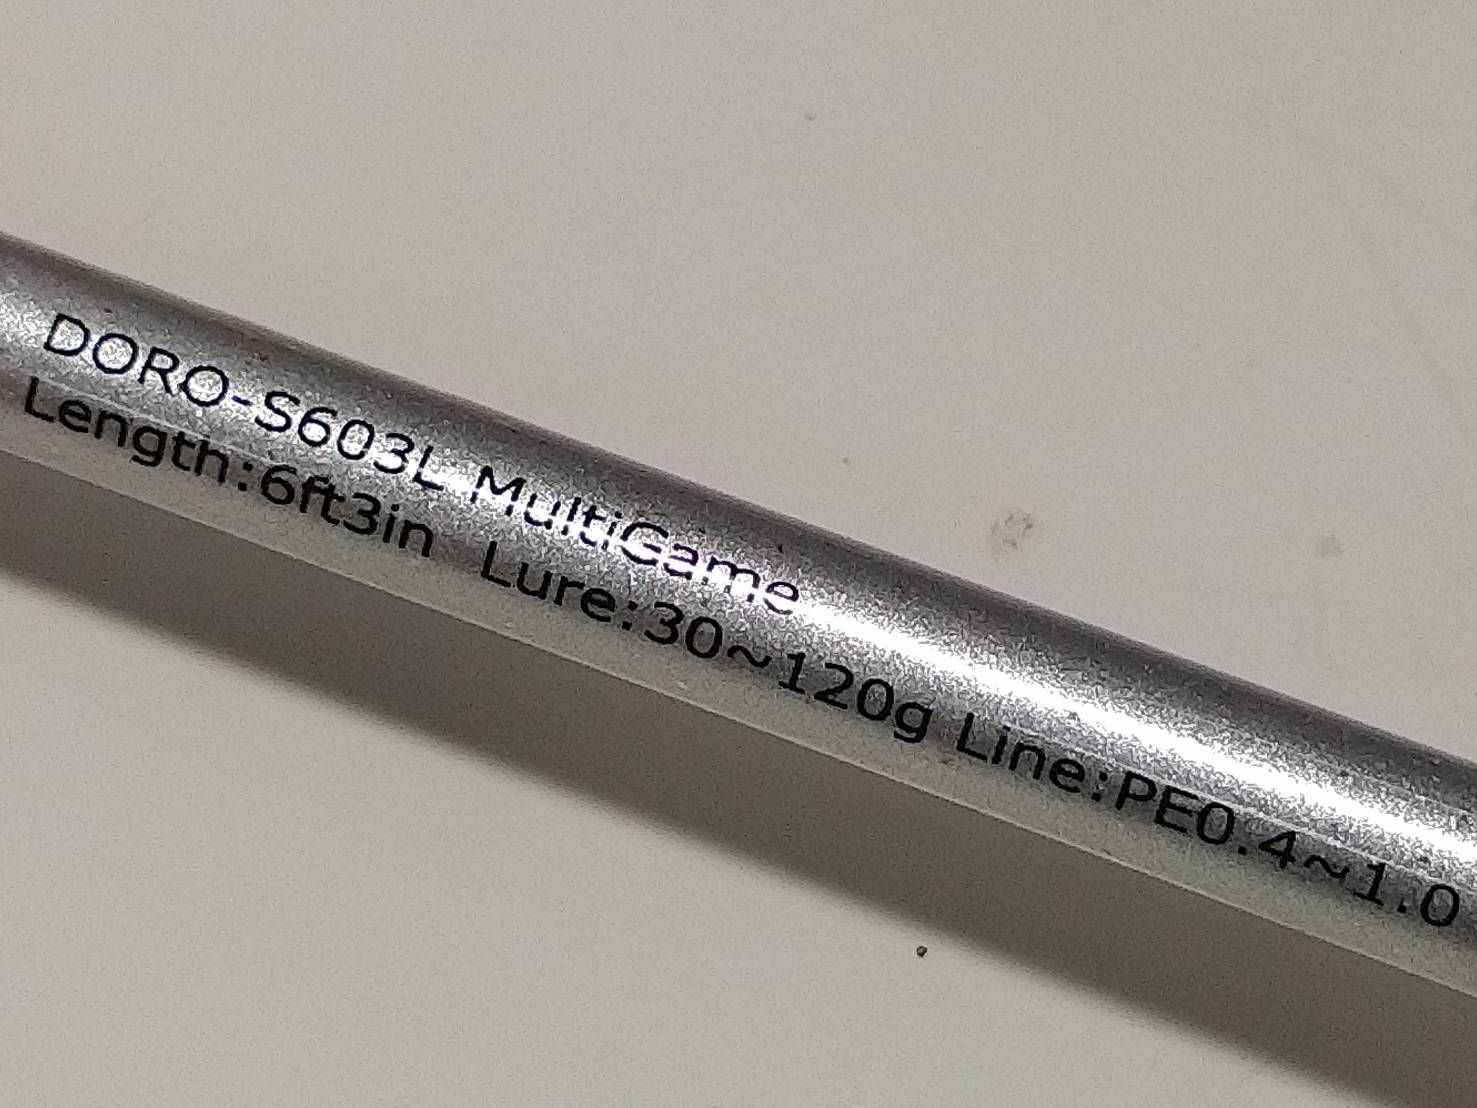 DORO-S603L MultiGame
Length:6ft3in Lure:30~120g Line:PE0.4~1.0